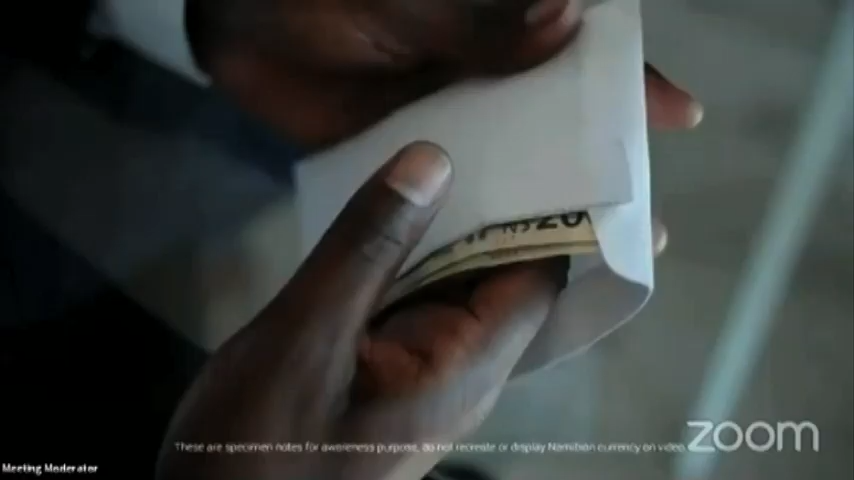 N$20
These are specimen notes for awareness purpose, do not recreate or display Namibian currency on video
zoom
Meeting Moderator